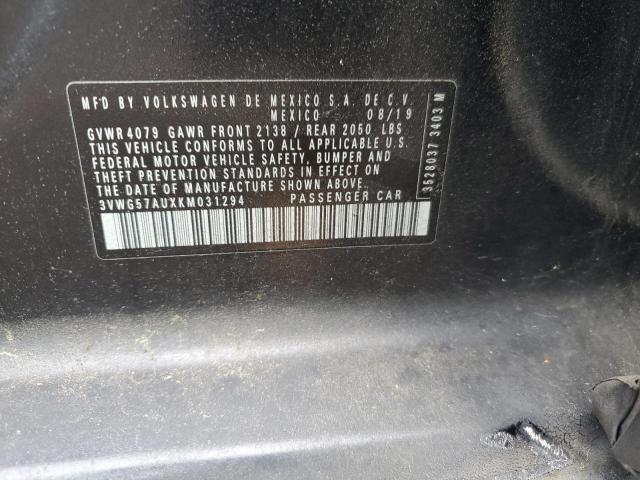 MFD BY VOLKSWAGEN DE MEXICO S.A. DE C.V.
MEXICO 08/19
GVWR 4079 GAWR FRONT 2138 / REAR 2050 LBS
THIS VEHICLE CONFORMS TO ALL APPLICABLE U.S.
FEDERAL MOTOR VEHICLE SAFETY, BUMPER AND
THEFT PREVENTION STANDARDS IN EFFECT ON
THE DATE OF MANUFACTURE SHOWN ABOVE.
3VWG57AUXKM031294 PASSENGER CAR
3528037 3403 M